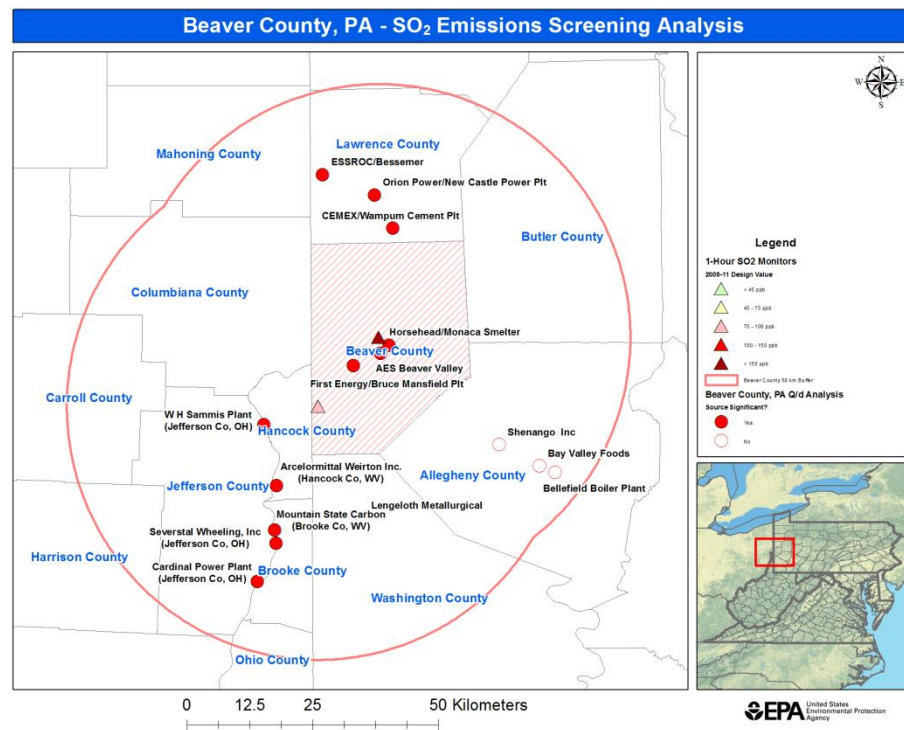 Beaver County, PA - SO₂ Emissions Screening Analysis
Mahoning County
Lawrence County
ESSROC/Bessemer
Orion Power/New Castle Power Plt
CEMEX/Wampum Cement Plt
Butler County
Columbiana County
Horsehead/Monaca Smelter
Beaver County
AES Beaver Valley
First Energy/Bruce Mansfield Plt
Carroll County
W H Sammis Plant
(Jefferson Co, OH)
Hancock County
Shenango Inc
Bay Valley Foods
Allegheny County
Bellefield Boiler Plant
Arcelormittal Weirton Inc.
(Hancock Co, WV)
Jefferson County
Lengeloth Metallurgical
Mountain State Carbon
(Brooke Co, WV)
Severstal Wheeling, Inc
(Jefferson Co, OH)
Harrison County
Cardinal Power Plant
(Jefferson Co, OH)
Brooke County
Washington County
Ohio County
0 12.5 25 50 Kilometers
N
W E
S
Legend
1-Hour SO2 Monitors
2009-11 Design Value
< 45 ppb
45 - 75 ppb
75 - 100 ppb
100 - 150 ppb
> 150 ppb
Beaver County 50 km Buffer
Beaver County, PA Q/d Analysis
Source Significant?
Yes
No
EPA
United States
Environmental Protection
Agency